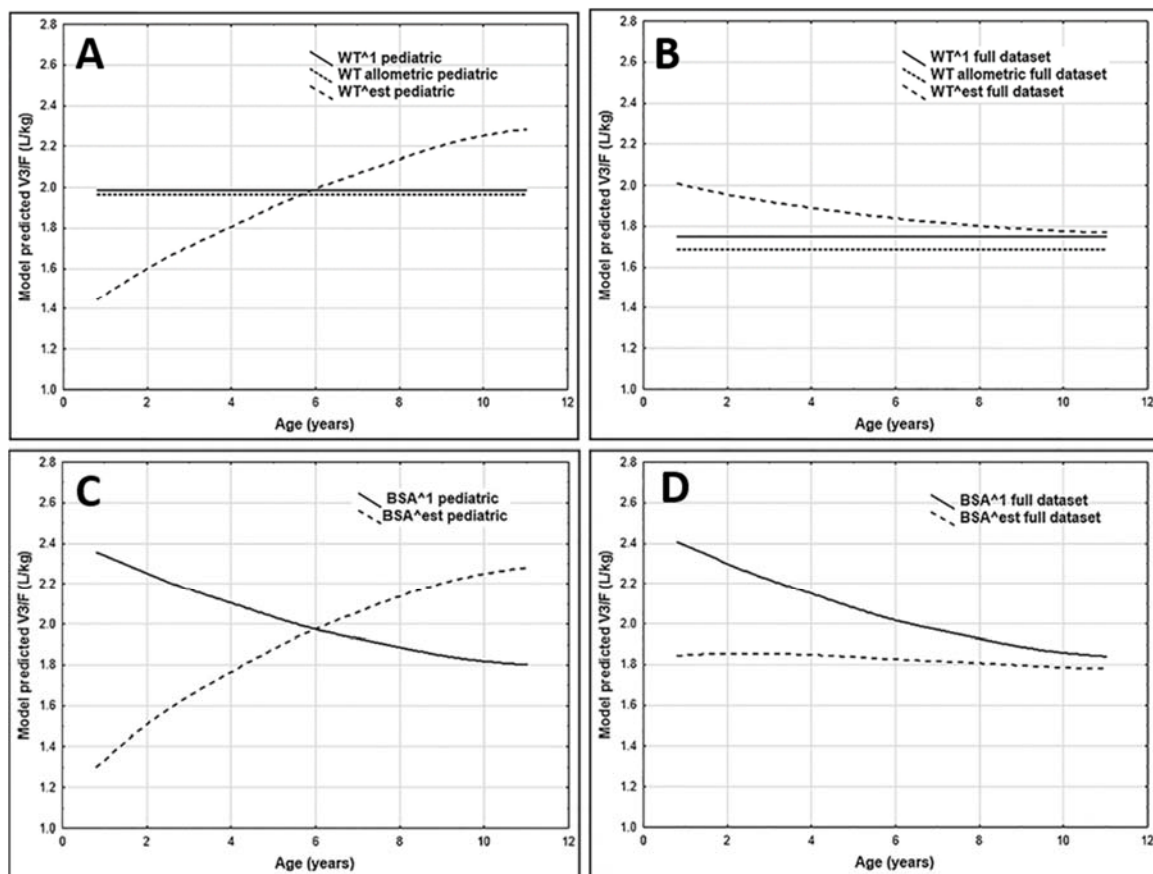 A
WT^1 pediatric
WT allometric pediatric
WT^est pediatric
Model predicted V3/F (L/kg)
2.8
2.6
2.4
2.2
2.0
1.8
1.6
1.4
1.2
1.0
0 2 4 6 8 10 12
Age (years)
B
WT^1 full dataset
WT allometric full dataset
WT^est full dataset
Model predicted V3/F (L/kg)
2.8
2.6
2.4
2.2
2.0
1.8
1.6
1.4
1.2
1.0
0 2 4 6 8 10 12
Age (years)
C
BSA^1 pediatric
BSA^est pediatric
Model predicted V3/F (L/kg)
2.8
2.6
2.4
2.2
2.0
1.8
1.6
1.4
1.2
1.0
0 2 4 6 8 10 12
Age (years)
D
BSA^1 full dataset
BSA^est full dataset
Model predicted V3/F (L/kg)
2.8
2.6
2.4
2.2
2.0
1.8
1.6
1.4
1.2
1.0
0 2 4 6 8 10 12
Age (years)